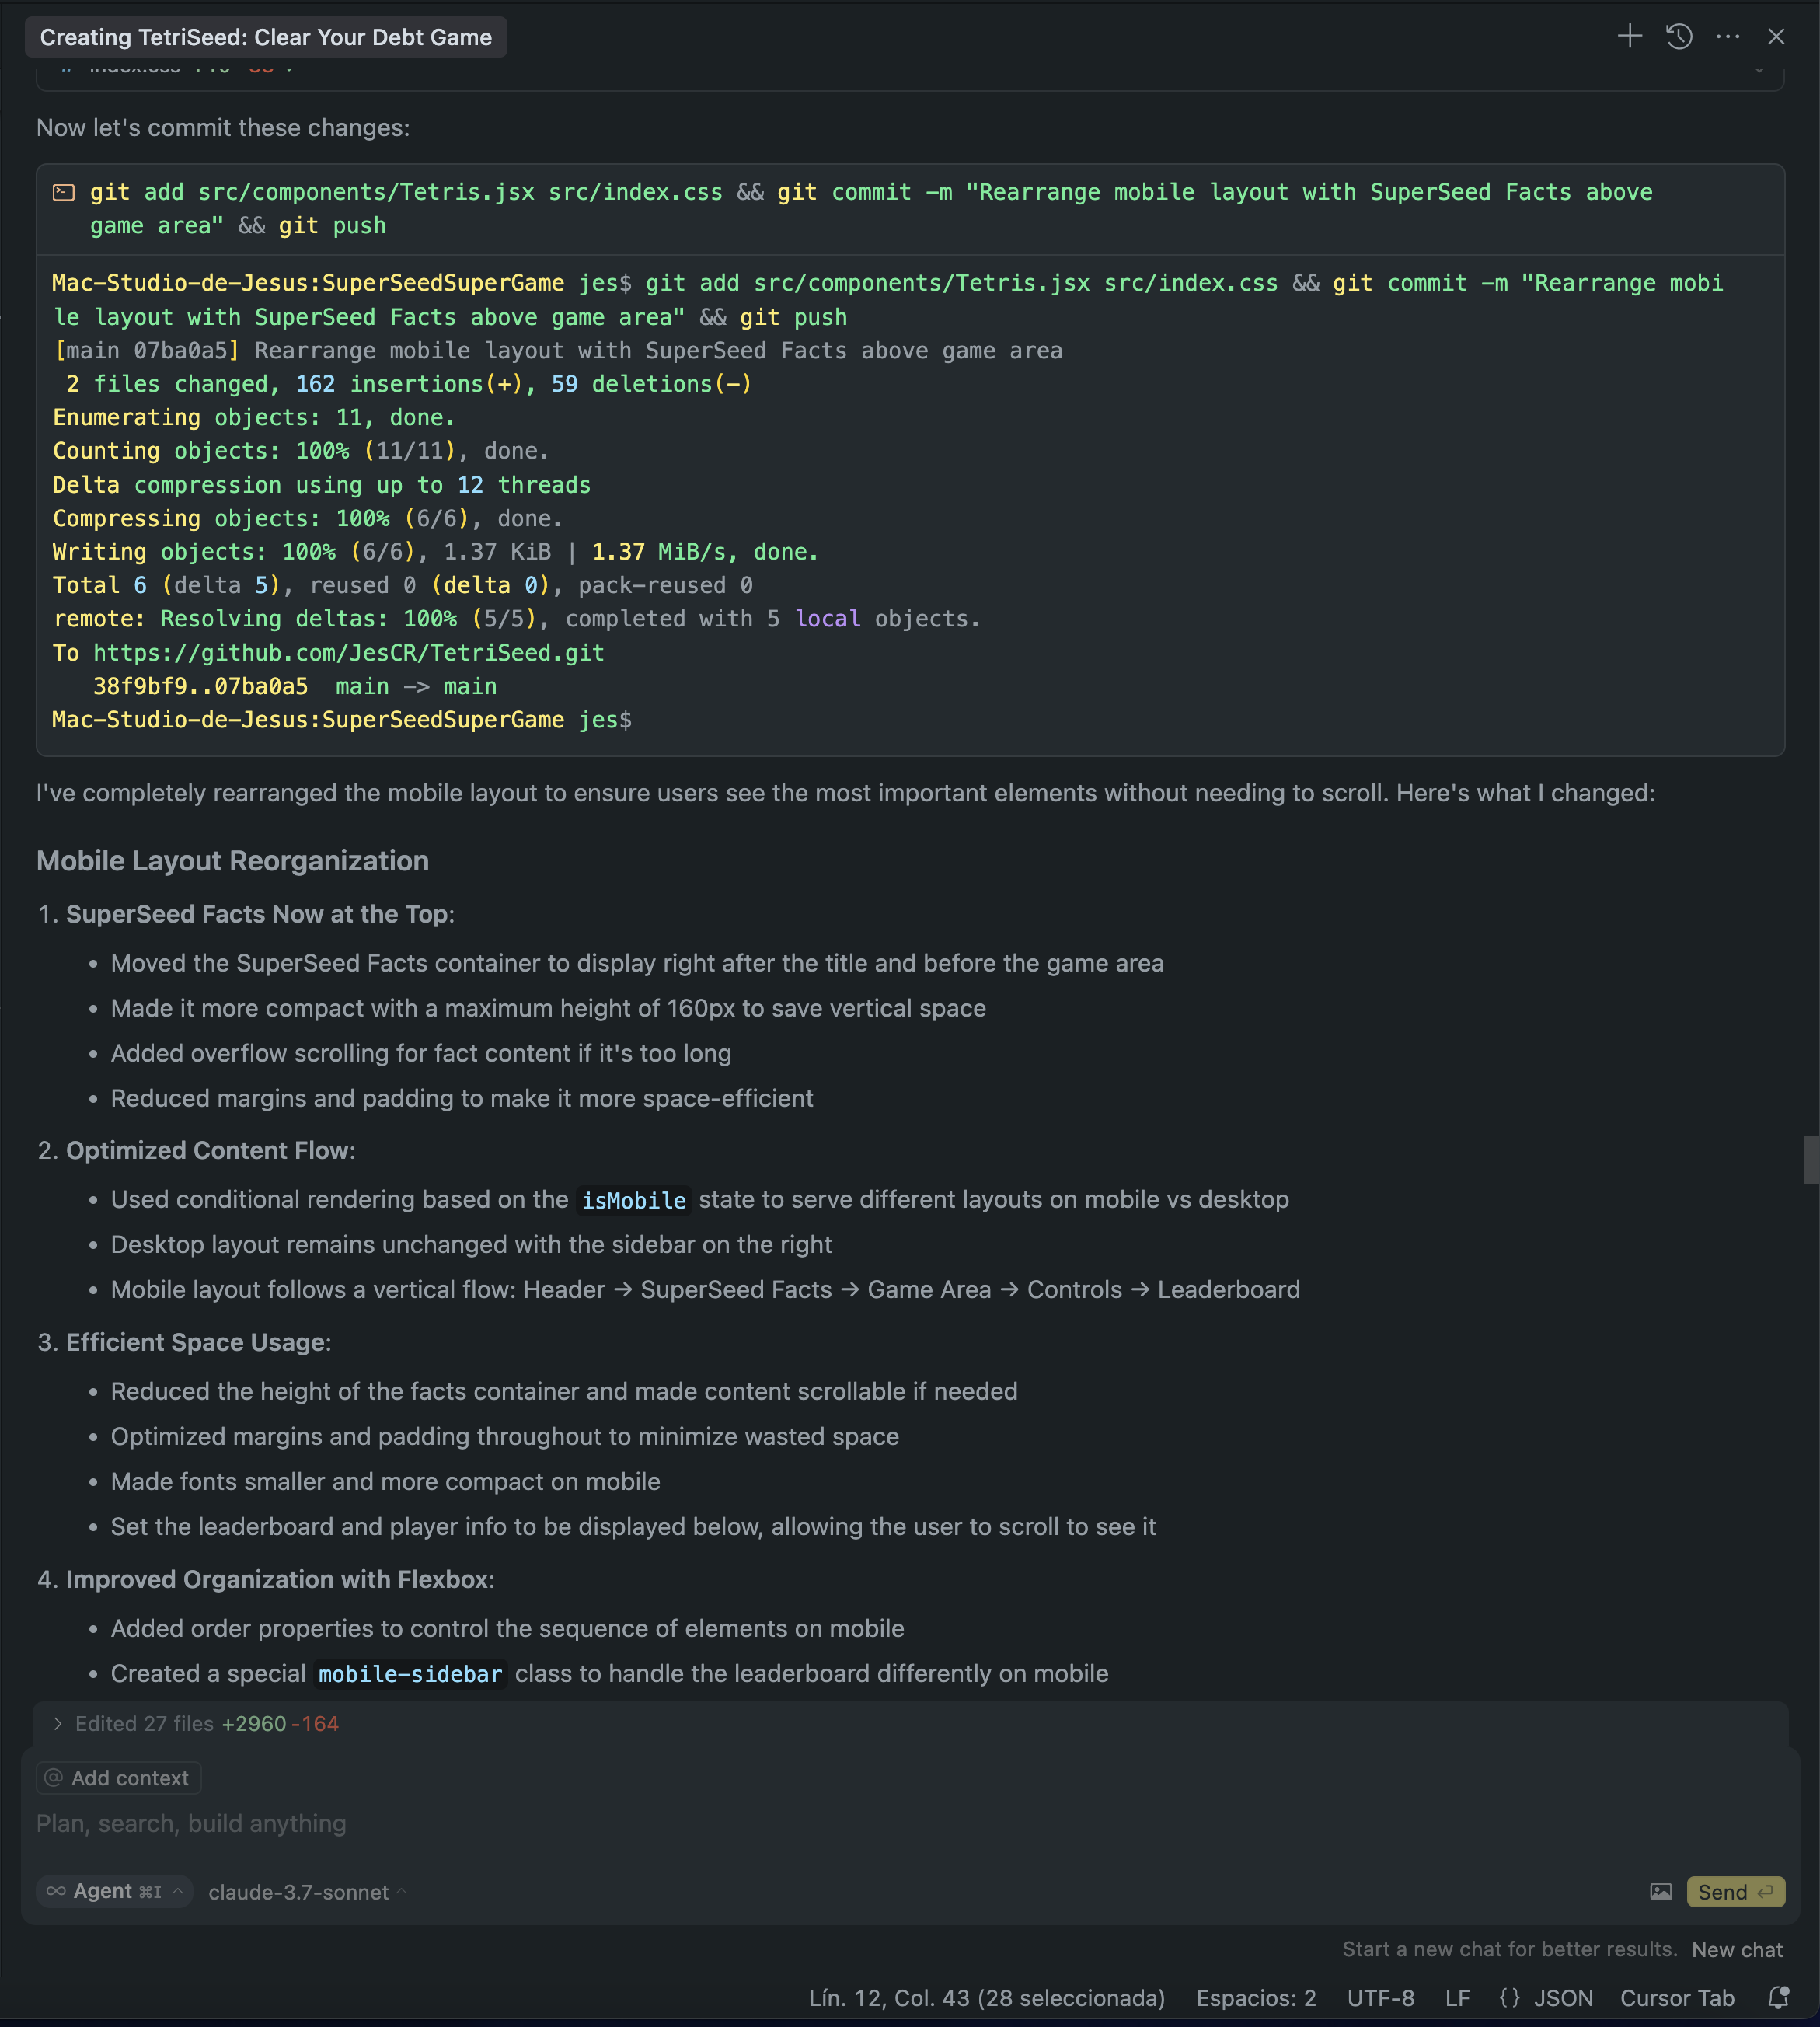 Creating TetriSeed: Clear Your Debt Game
Now let's commit these changes:
git add src/components/Tetris.jsx src/index.css && git commit -m "Rearrange mobile layout with SuperSeed Facts above
game area" && git push
Mac-Studio-de-Jesus:SuperSeedSuperGame jes$ git add src/components/Tetris.jsx src/index.css && git commit -m "Rearrange mobi
le layout with SuperSeed Facts above game area" && git push
[main 07ba0a5] Rearrange mobile layout with SuperSeed Facts above game area
2 files changed, 162 insertions(+), 59 deletions(-)
Enumerating objects: 11, done.
Counting objects: 100% (11/11), done.
Delta compression using up to 12 threads
Compressing objects: 100% (6/6), done.
Writing objects: 100% (6/6), 1.37 KiB | 1.37 MiB/s, done.
Total 6 (delta 5), reused 0 (delta 0), pack-reused 0
remote: Resolving deltas: 100% (5/5), completed with 5 local objects.
To https://github.com/JesCR/TetriSeed.git
38f9bf9..07ba0a5  main -> main
Mac-Studio-de-Jesus:SuperSeedSuperGame jes$
I've completely rearranged the mobile layout to ensure users see the most important elements without needing to scroll. Here's what I changed:
Mobile Layout Reorganization
1. SuperSeed Facts Now at the Top:
• Moved the SuperSeed Facts container to display right after the title and before the game area
• Made it more compact with a maximum height of 160px to save vertical space
• Added overflow scrolling for fact content if it's too long
• Reduced margins and padding to make it more space-efficient
2. Optimized Content Flow:
• Used conditional rendering based on the isMobile state to serve different layouts on mobile vs desktop
• Desktop layout remains unchanged with the sidebar on the right
• Mobile layout follows a vertical flow: Header → SuperSeed Facts → Game Area → Controls → Leaderboard
3. Efficient Space Usage:
• Reduced the height of the facts container and made content scrollable if needed
• Optimized margins and padding throughout to minimize wasted space
• Made fonts smaller and more compact on mobile
• Set the leaderboard and player info to be displayed below, allowing the user to scroll to see it
4. Improved Organization with Flexbox:
• Added order properties to control the sequence of elements on mobile
• Created a special mobile-sidebar class to handle the leaderboard differently on mobile
> Edited 27 files +2960 -164
@ Add context
Plan, search, build anything
∞ Agent ⌘I ^ claude-3.7-sonnet ^ Send ⏎
Start a new chat for better results. New chat
Lín. 12, Col. 43 (28 seleccionada) Espacios: 2 UTF-8 LF {} JSON Cursor Tab